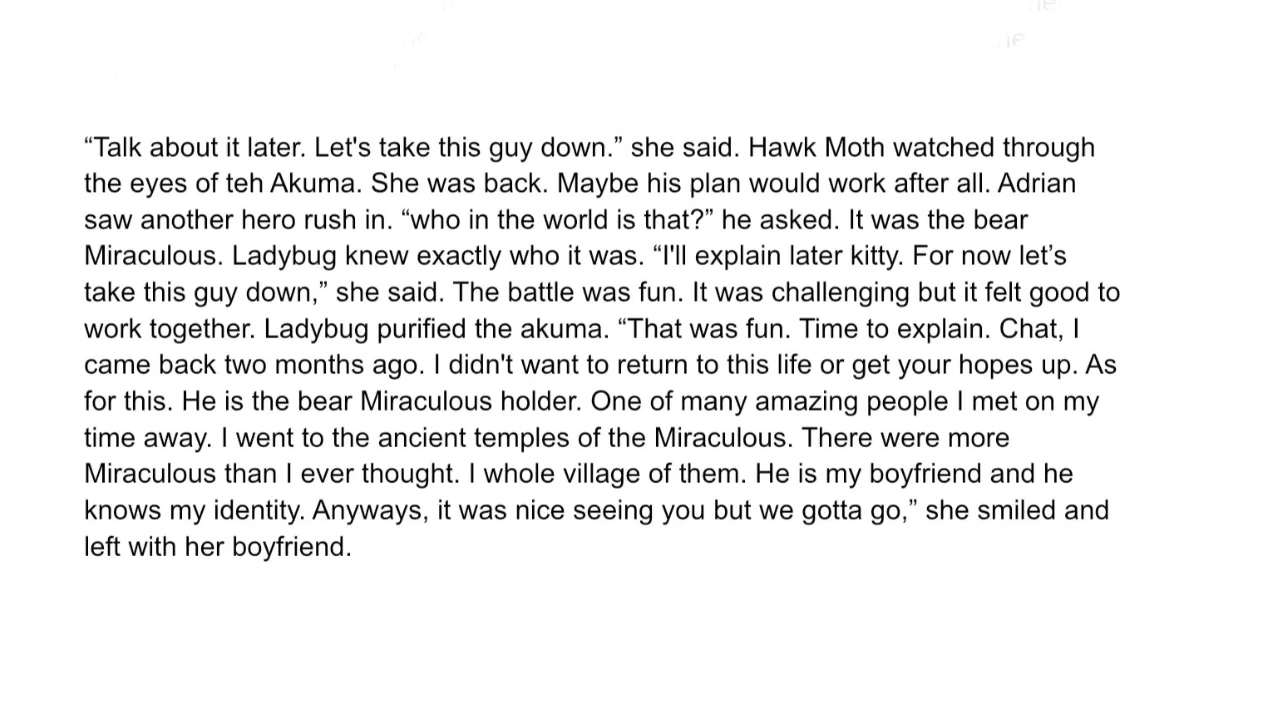 “Talk about it later. Let's take this guy down.” she said. Hawk Moth watched through
the eyes of teh Akuma. She was back. Maybe his plan would work after all. Adrian
saw another hero rush in. “who in the world is that?” he asked. It was the bear
Miraculous. Ladybug knew exactly who it was. “I'll explain later kitty. For now let’s
take this guy down,” she said. The battle was fun. It was challenging but it felt good to
work together. Ladybug purified the akuma. “That was fun. Time to explain. Chat, I
came back two months ago. I didn't want to return to this life or get your hopes up. As
for this. He is the bear Miraculous holder. One of many amazing people I met on my
time away. I went to the ancient temples of the Miraculous. There were more
Miraculous than I ever thought. I whole village of them. He is my boyfriend and he
knows my identity. Anyways, it was nice seeing you but we gotta go,” she smiled and
left with her boyfriend.